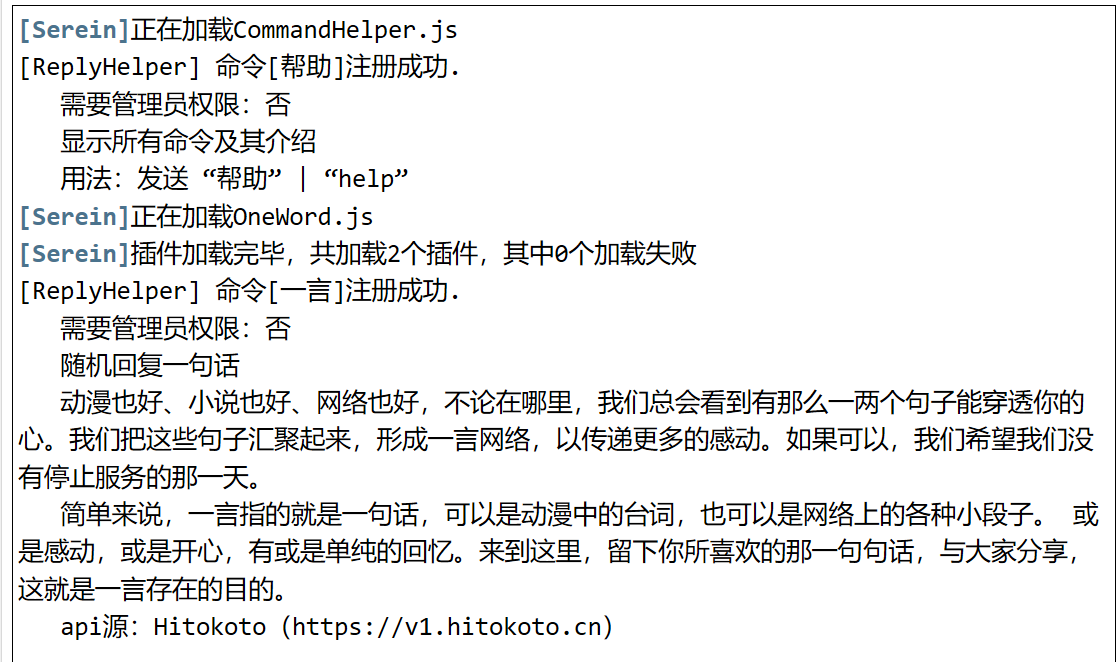 [Serein]正在加载CommandHelper.js
[ReplyHelper] 命令[帮助]注册成功.
需要管理员权限：否
显示所有命令及其介绍
用法：发送 “帮助” | “help”
[Serein]正在加载OneWord.js
[Serein]插件加载完毕，共加载2个插件，其中0个加载失败
[ReplyHelper] 命令[一言]注册成功.
需要管理员权限：否
随机回复一句话
动漫也好、小说也好、网络也好，不论在哪里，我们总会看到有那么一两个句子能穿透你的
心。我们把这些句子汇聚起来，形成一言网络，以传递更多的感动。如果可以，我们希望我们没
有停止服务的那一天。
简单来说，一言指的就是一句话，可以是动漫中的台词，也可以是网络上的各种小段子。 或
是感动，或是开心，有或是单纯的回忆。来到这里，留下你所喜欢的那一句句话，与大家分享，
这就是一言存在的目的。
api源：Hitokoto（https://v1.hitokoto.cn）